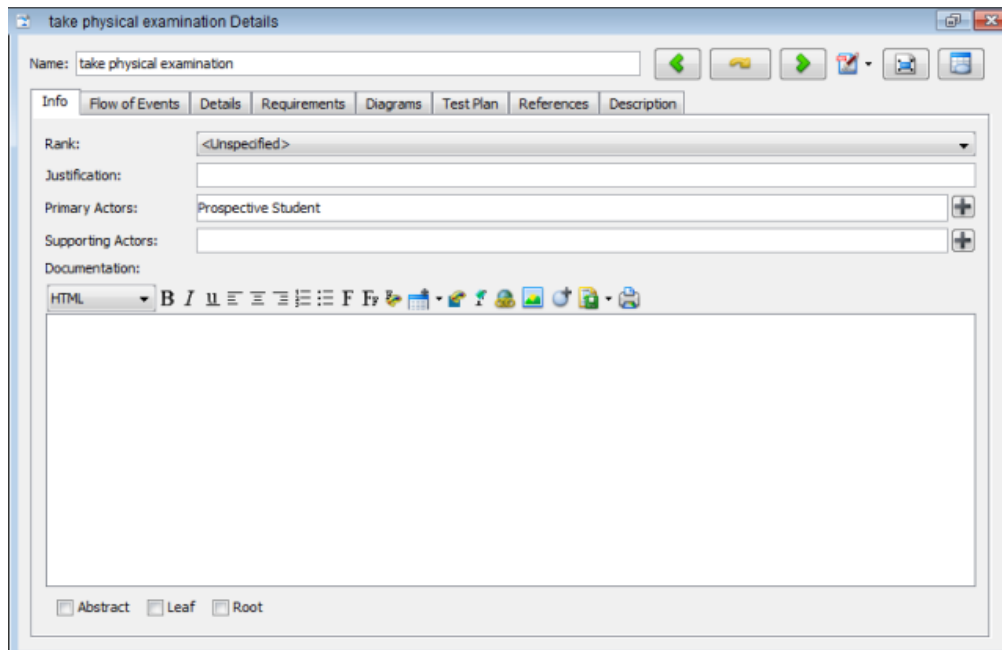 take physical examination Details
Name: take physical examination
Info Flow of Events Details Requirements Diagrams Test Plan References Description
Rank: <Unspecified>
Justification:
Primary Actors: Prospective Student
Supporting Actors:
Documentation:
HTML B I u F F
Abstract Leaf Root